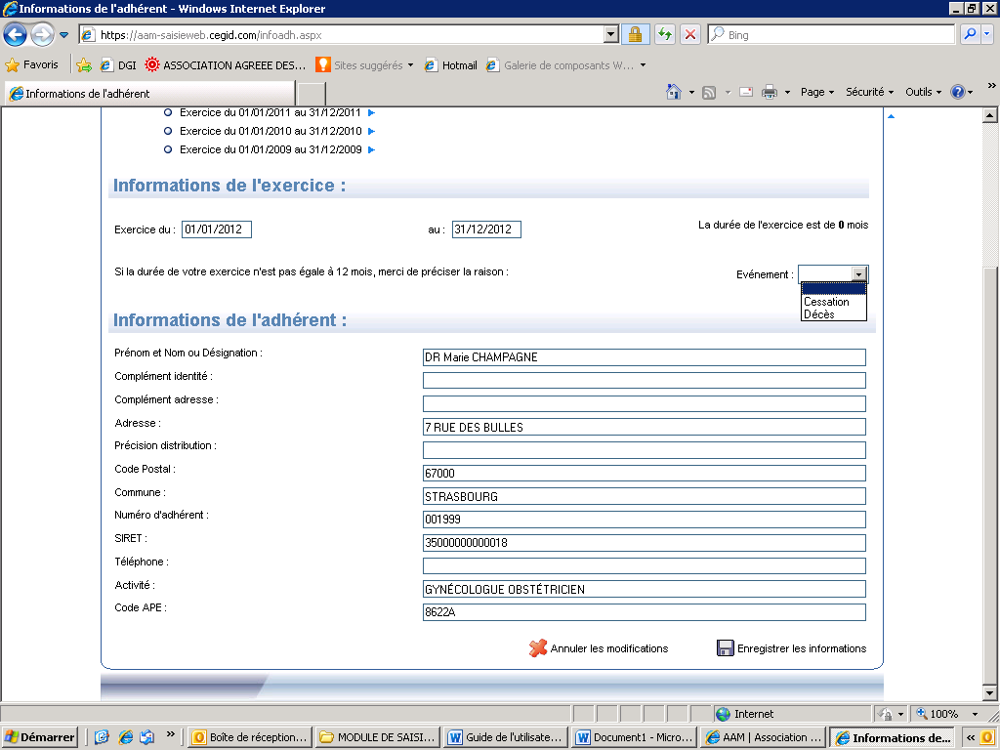 Informations de l'adhérent - Windows Internet Explorer
https://aam-saisieweb.cegid.com/infoadh.aspx
Bing
Favoris
DGI
ASSOCIATION AGREEE DES...
Sites suggérés
Hotmail
Galerie de composants W...
Informations de l'adhérent
Page
Sécurité
Outils
»
Exercice du 01/01/2011 au 31/12/2011
Exercice du 01/01/2010 au 31/12/2010
Exercice du 01/01/2009 au 31/12/2009
Informations de l'exercice :
Exercice du : 01/01/2012 au : 31/12/2012 La durée de l'exercice est de 0 mois
Si la durée de votre exercice n'est pas égale à 12 mois, merci de préciser la raison : Evénement :
Cessation
Décès
Informations de l'adhérent :
Prénom et Nom ou Désignation : DR Marie CHAMPAGNE
Complément identité :
Complément adresse :
Adresse : 7 RUE DES BULLES
Précision distribution :
Code Postal : 67000
Commune : STRASBOURG
Numéro d'adhérent : 001999
SIRET : 35000000000018
Téléphone :
Activité : GYNÉCOLOGUE OBSTÉTRICIEN
Code APE : 8622A
Annuler les modifications Enregistrer les informations
Internet
100%
Démarrer
»
Boîte de réception...
MODULE DE SAISI...
Guide de l'utilisate...
Document1 - Micro...
AAM | Association ...
Informations de...
«